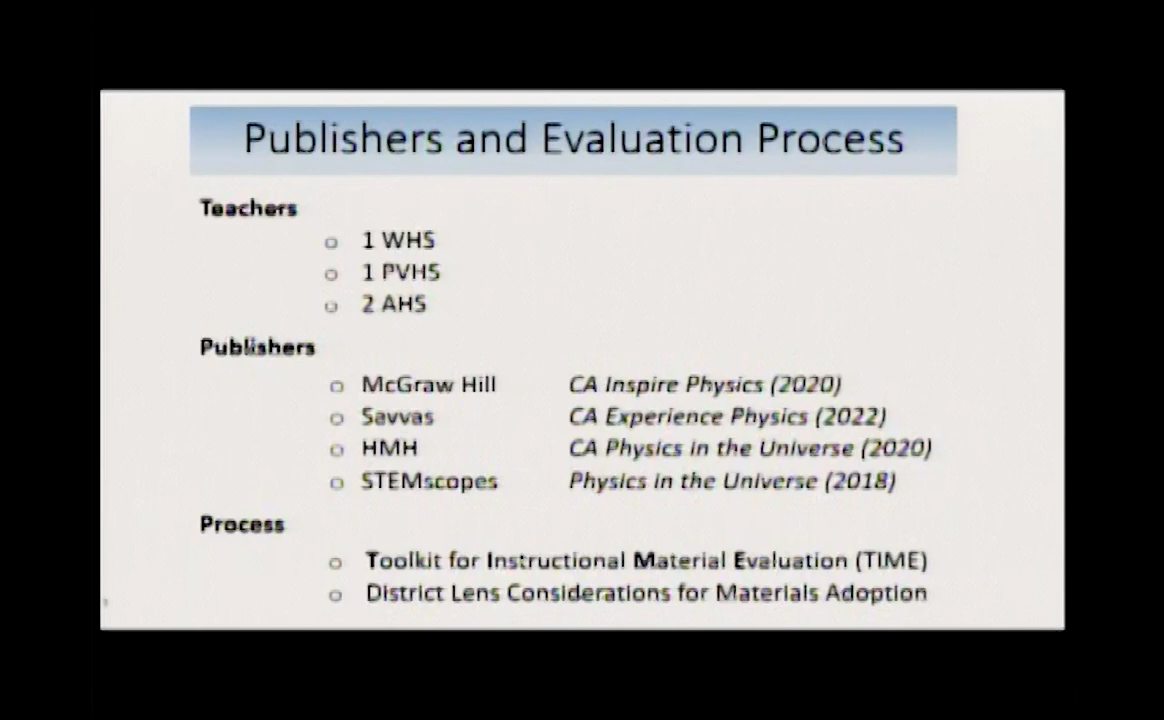 Publishers and Evaluation Process
Teachers
1 WHS
1 PVHS
2 AHS
Publishers
McGraw Hill CA Inspire Physics (2020)
Savvas CA Experience Physics (2022)
HMH CA Physics in the Universe (2020)
STEMscopes Physics in the Universe (2018)
Process
Toolkit for Instructional Material Evaluation (TIME)
District Lens Considerations for Materials Adoption